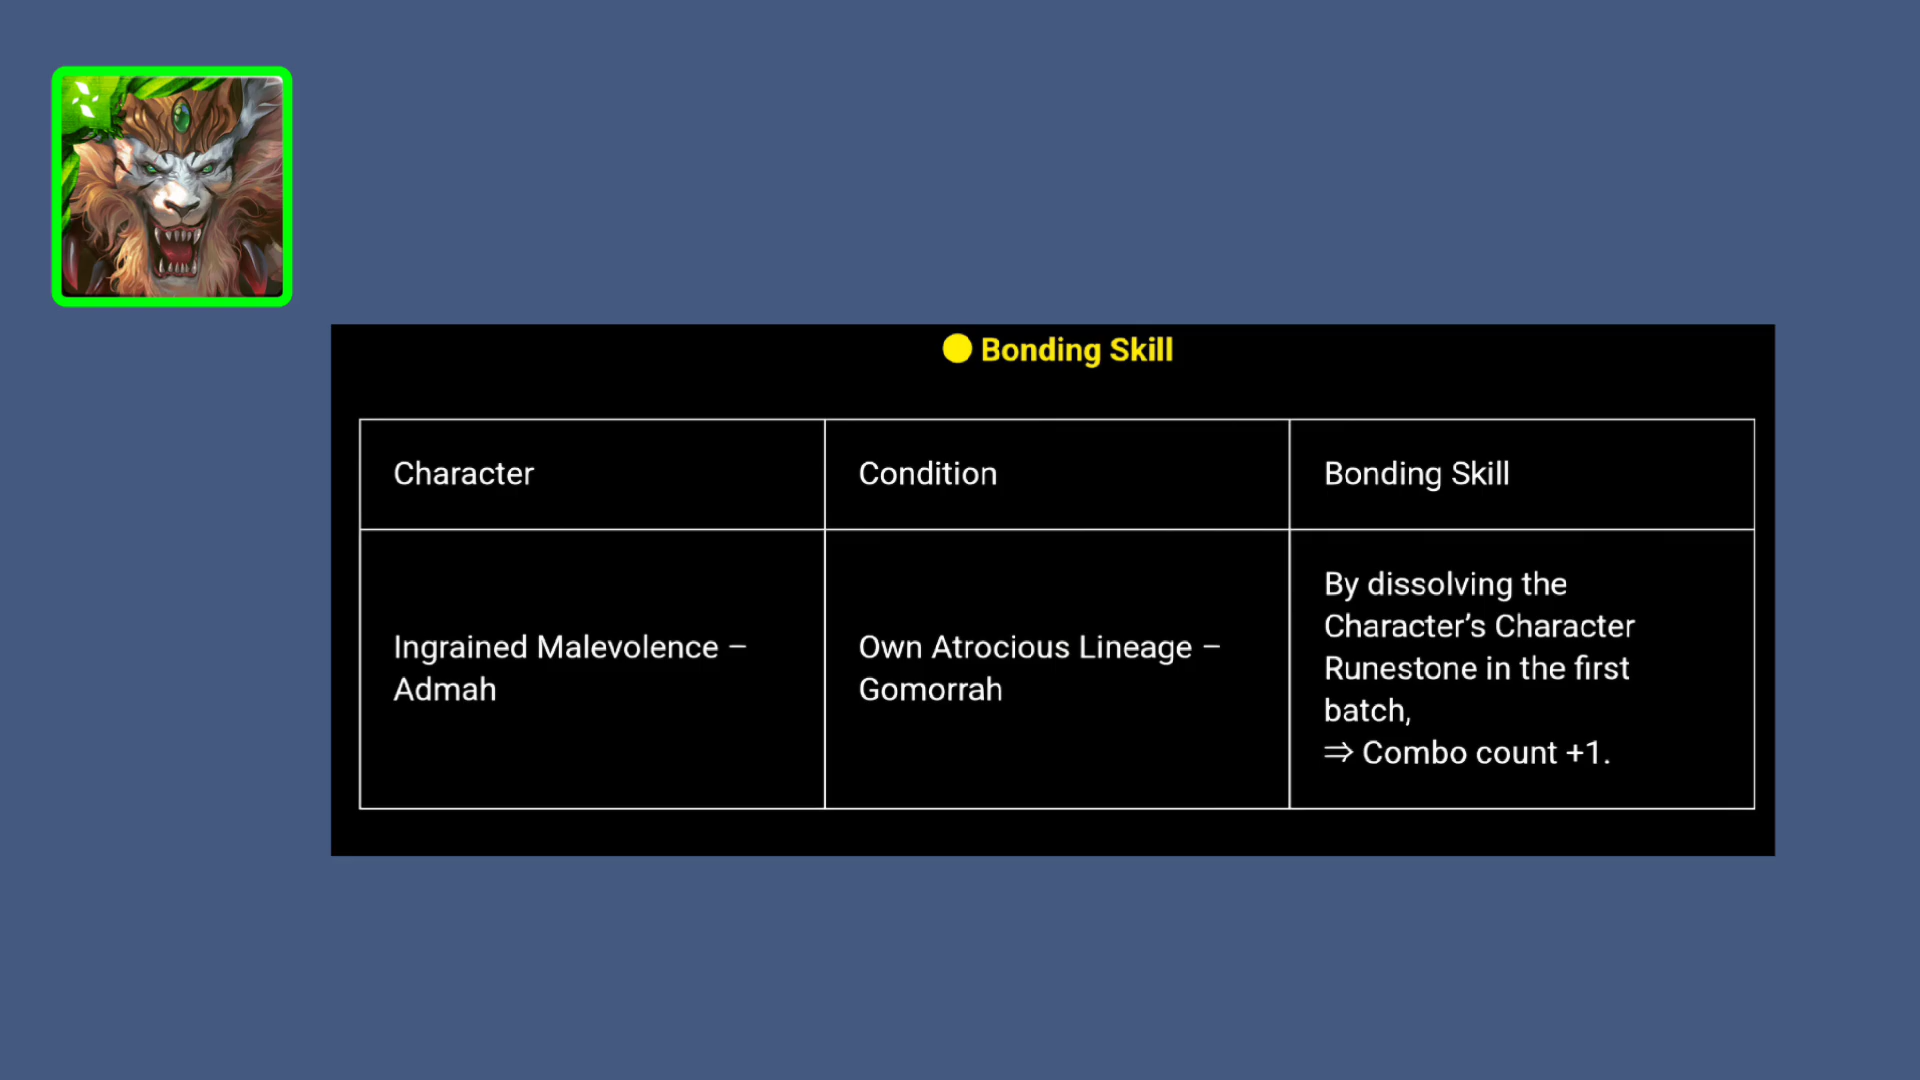 Bonding Skill
Character
Condition
Bonding Skill
Ingrained Malevolence –
Admah
Own Atrocious Lineage –
Gomorrah
By dissolving the
Character’s Character
Runestone in the first
batch,
⇒ Combo count +1.